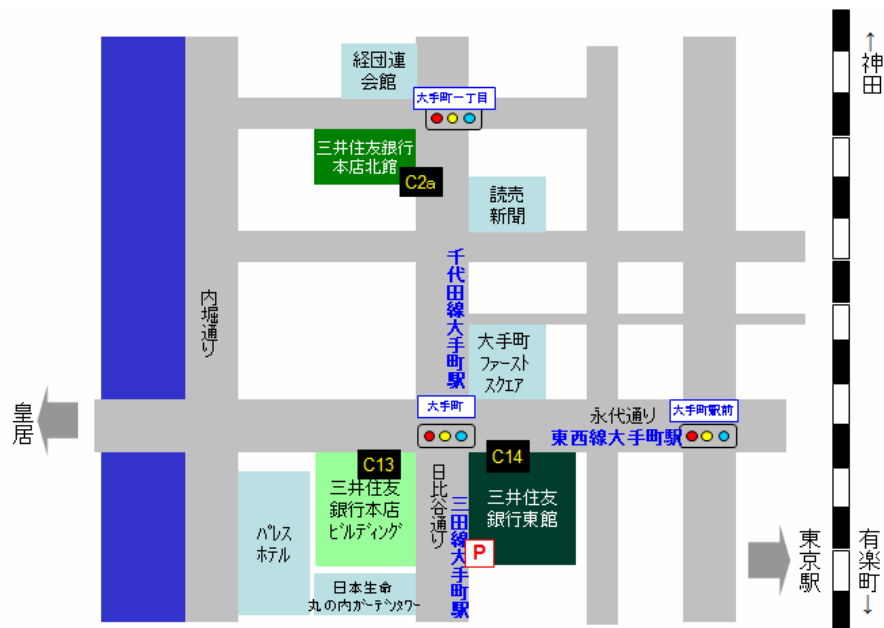 ↑
神田
経団連
会館
大手町一丁目
三井住友銀行
本店北館
C2a
読売
新聞
千代田線大手町駅
内堀通り
大手町
ファースト
スクエア
皇居
大手町
永代通り
大手町駅前
東西線大手町駅
C13
C14
三井住友
銀行本店
ビルディング
日比谷通り
三田線大手町駅
三井住友
銀行東館
P
パレス
ホテル
日本生命
丸の内ガーデンタワー
東京駅
有楽町
↓